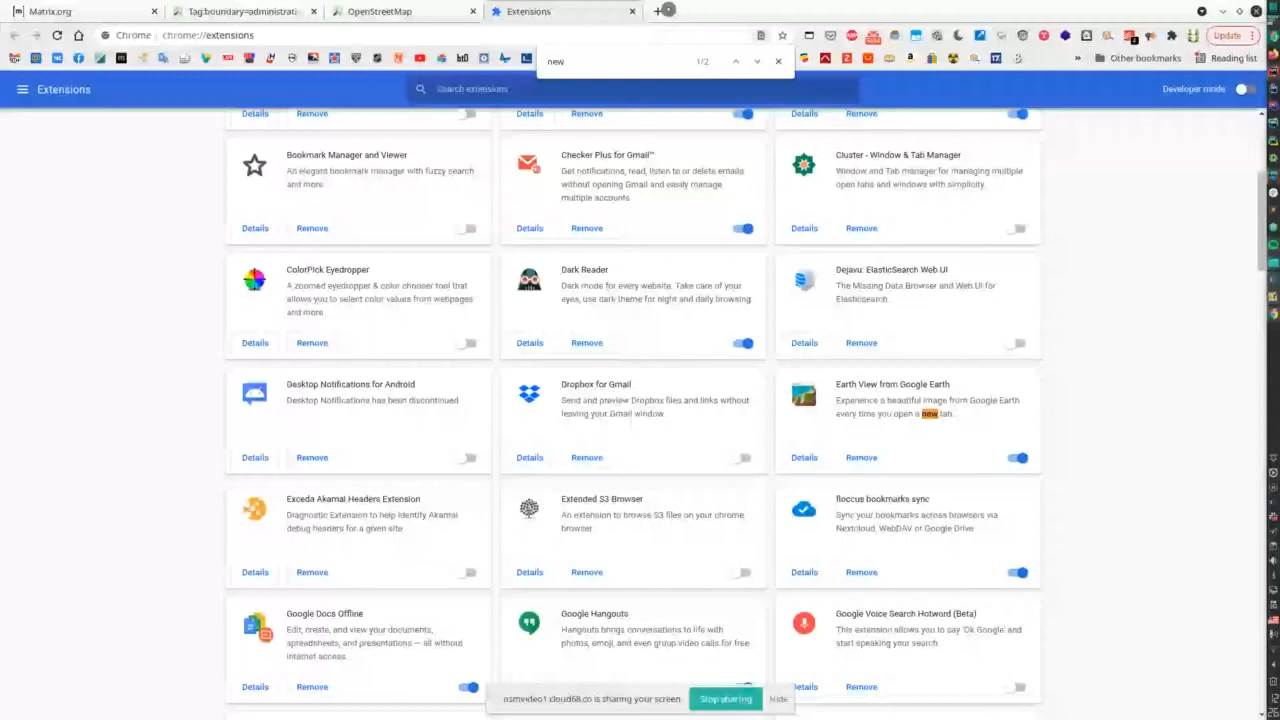 Matrix.org
Tag:boundary=administrati
OpenStreetMap
Extensions
Chrome
chrome://extensions
Update
Other bookmarks
Reading list
new
1/2
Extensions
Search extensions
Developer mode
Details
Remove
Details
Remove
Details
Remove
Bookmark Manager and Viewer
An elegant bookmark manager with fuzzy search
and more
Details
Remove
Checker Plus for Gmail™
Get notifications, read, listen to or delete emails
without opening Gmail and easily manage
multiple accounts
Details
Remove
Cluster - Window & Tab Manager
Window and Tab manager for managing multiple
open tabs and windows with simplicity.
Details
Remove
ColorPick Eyedropper
A zoomed eyedropper & color chooser tool that
allows you to select color values from webpages
and more
Details
Remove
Dark Reader
Dark mode for every website. Take care of your
eyes, use dark theme for night and daily browsing.
Details
Remove
Dejavu: ElasticSearch Web UI
The Missing Data Browser and Web UI for
Elasticsearch.
Details
Remove
Desktop Notifications for Android
Desktop Notifications has been discontinued.
Details
Remove
Dropbox for Gmail
Send and preview Dropbox files and links without
leaving your Gmail window.
Details
Remove
Earth View from Google Earth
Experience a beautiful image from Google Earth
every time you open a new tab.
Details
Remove
Exceda Akamai Headers Extension
Diagnostic Extension to help identify Akamai
debug headers for a given site.
Details
Remove
Extended S3 Browser
An extension to browse S3 files on your chrome
browser
Details
Remove
floccus bookmarks sync
Sync your bookmarks across browsers via
Nextcloud, WebDAV or Google Drive
Details
Remove
Google Docs Offline
Edit, create, and view your documents,
spreadsheets, and presentations — all without
internet access.
Details
Remove
Google Hangouts
Hangouts brings conversations to life with
photos, emoji, and even group video calls for free
Google Voice Search Hotword (Beta)
This extension allows you to say 'Ok Google' and
start speaking your search
Details
Remove
osmvideo1.cloud68.co is sharing your screen
Stop sharing
Hide